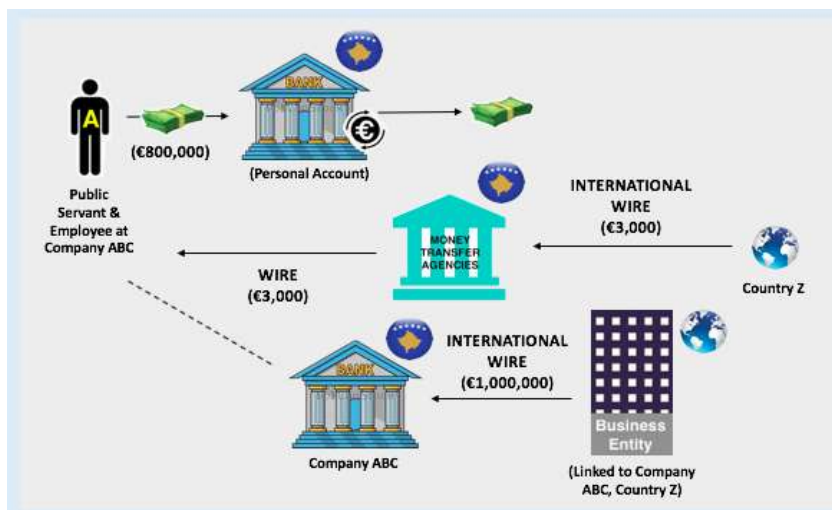 BANK
A
(€800,000)
€
(Personal Account)
Public
Servant &
Employee at
Company ABC
INTERNATIONAL
WIRE
(€3,000)
MONEY
TRANSFER
AGENCIES
WIRE
(€3,000)
Country Z
INTERNATIONAL
WIRE
(€1,000,000)
BANK
Company ABC
Business
Entity
(Linked to Company
ABC, Country Z)